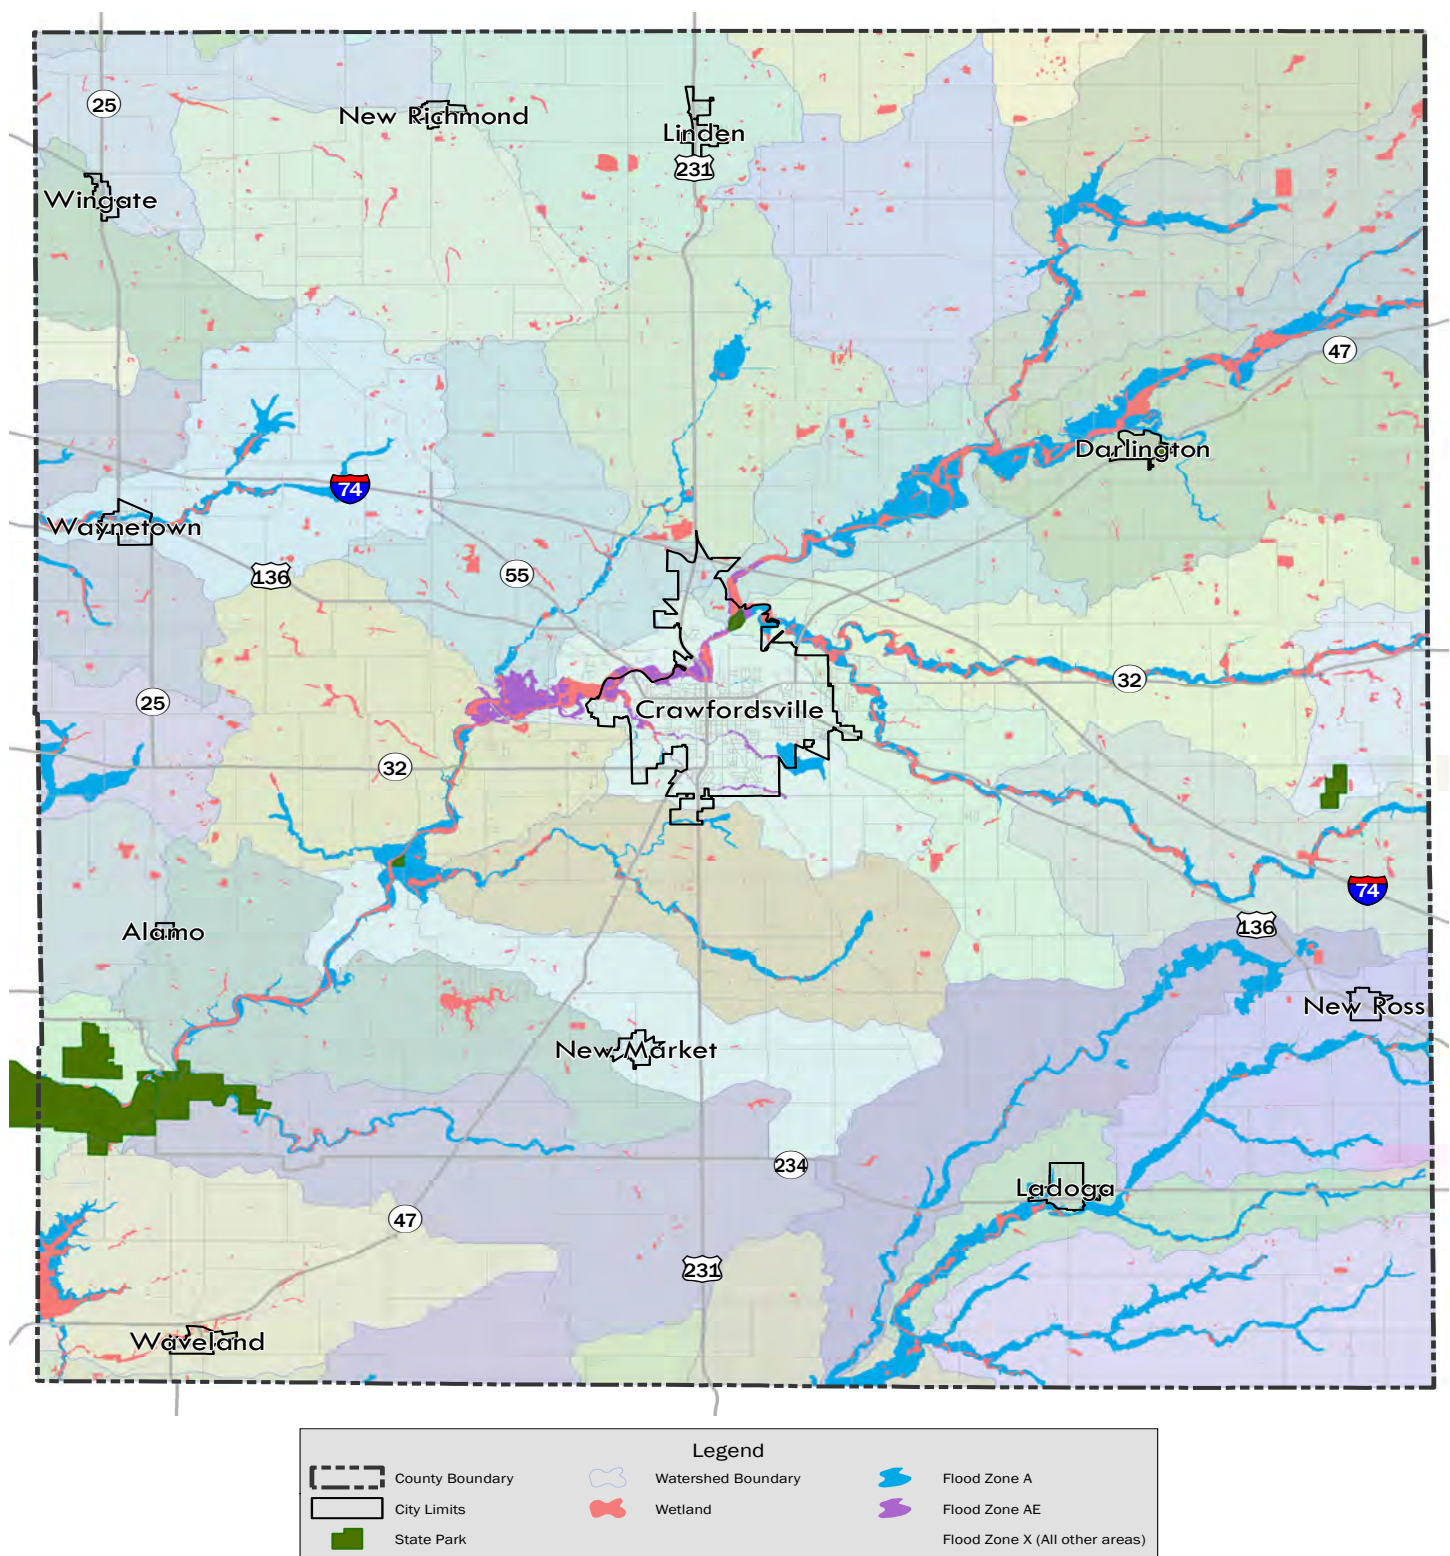 25
New Richmond
Linden
231
Wingate
47
Darlington
74
Waynetown
136
55
32
25
Crawfordsville
32
74
136
Alamo
New Ross
New Market
234
Ladoga
47
231
Waveland
Legend
County Boundary
Watershed Boundary
Flood Zone A
City Limits
Wetland
Flood Zone AE
State Park
Flood Zone X (All other areas)